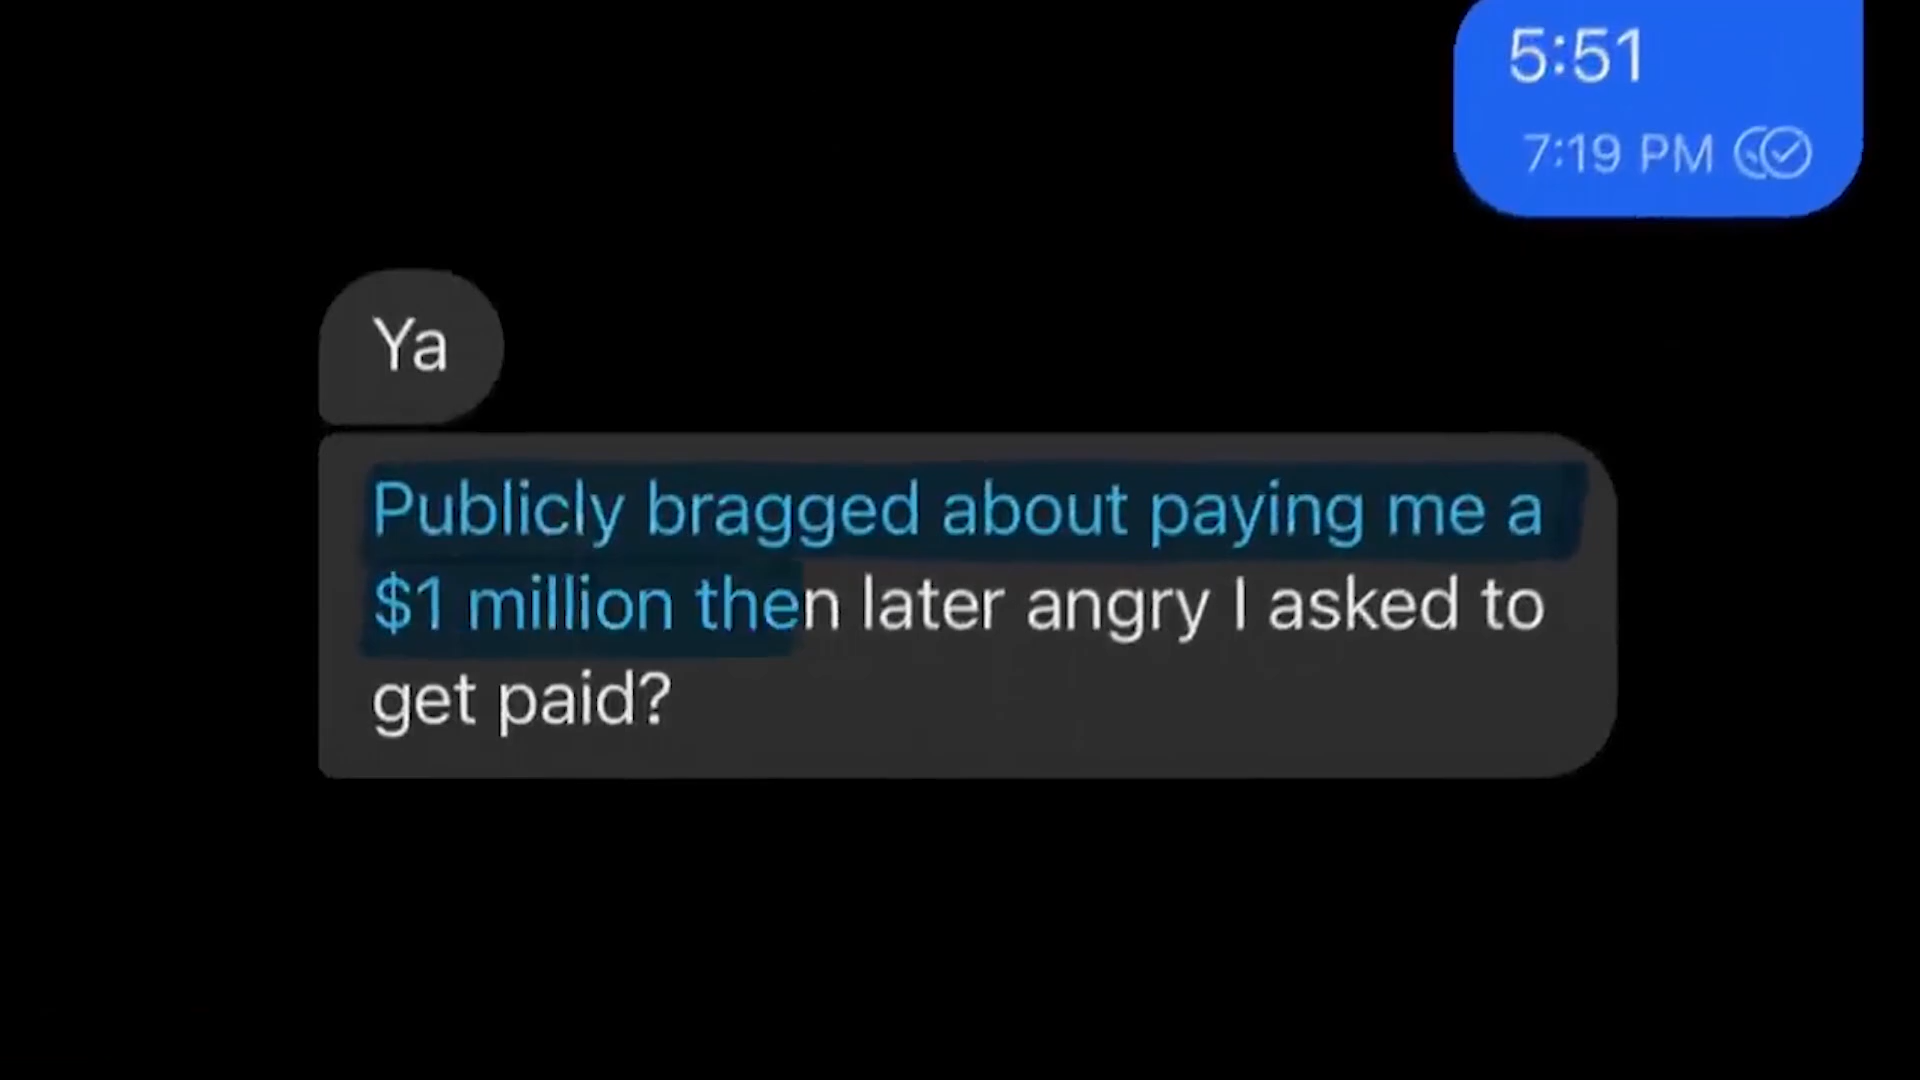 5:51
7:19 PM
Ya
Publicly bragged about paying me a
$1 million then later angry I asked to
get paid?